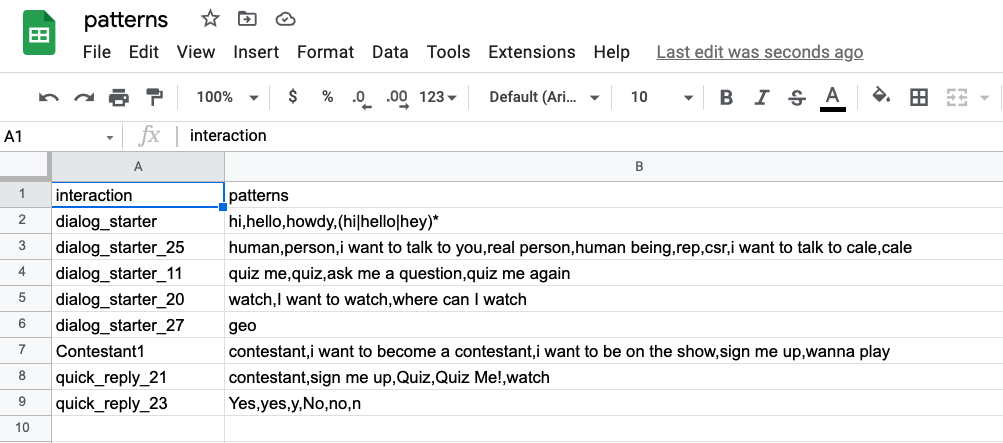 patterns
File Edit View Insert Format Data Tools Extensions Help Last edit was seconds ago
100% $ % .0 .00 123 Default (Ari... 10 B I S A
A1 fx interaction
A B
1 interaction patterns
2 dialog_starter hi,hello,howdy,(hi|hello|hey)*
3 dialog_starter_25 human,person,i want to talk to you,real person,human being,rep,csr,i want to talk to cale,cale
4 dialog_starter_11 quiz me,quiz,ask me a question,quiz me again
5 dialog_starter_20 watch,I want to watch,where can I watch
6 dialog_starter_27 geo
7 Contestant1 contestant,i want to become a contestant,i want to be on the show,sign me up,wanna play
8 quick_reply_21 contestant,sign me up,Quiz,Quiz Me!,watch
9 quick_reply_23 Yes,yes,y,No,no,n
10